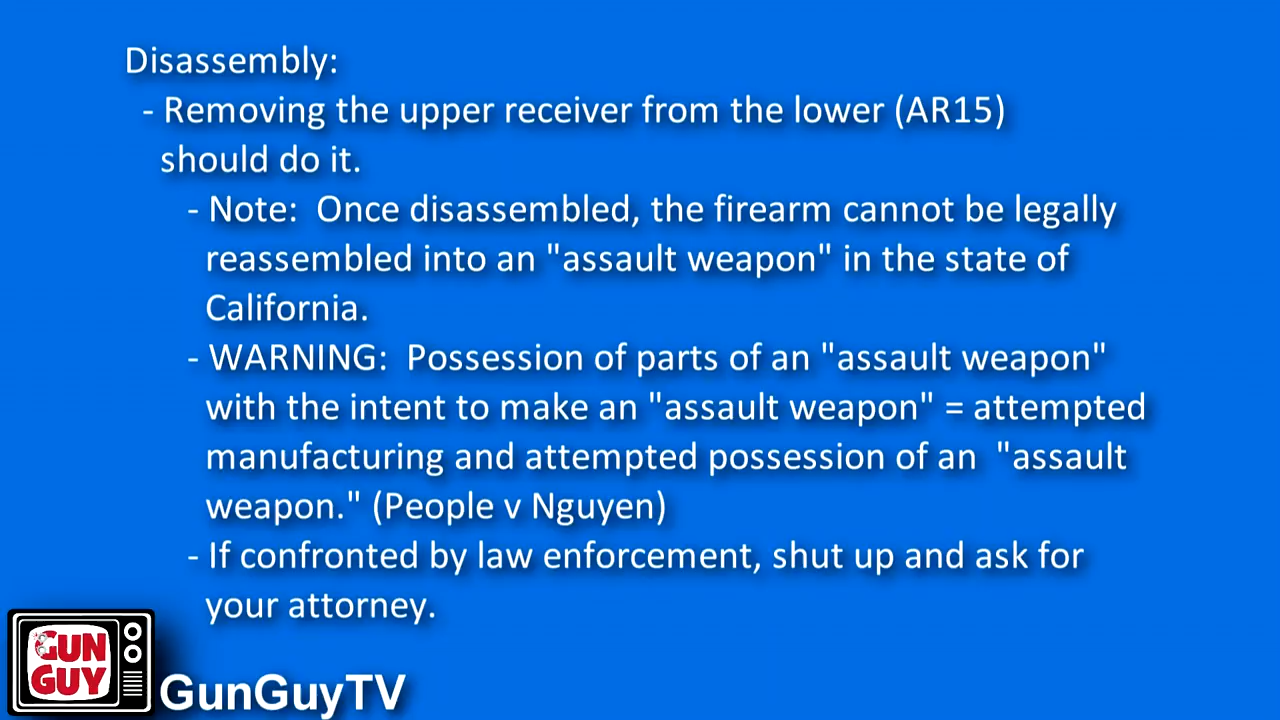 Disassembly:
- Removing the upper receiver from the lower (AR15)
should do it.
- Note:  Once disassembled, the firearm cannot be legally
reassembled into an "assault weapon" in the state of
California.
- WARNING:  Possession of parts of an "assault weapon"
with the intent to make an "assault weapon" = attempted
manufacturing and attempted possession of an  "assault
weapon." (People v Nguyen)
- If confronted by law enforcement, shut up and ask for
your attorney.
GUN
GUY
GunGuyTV